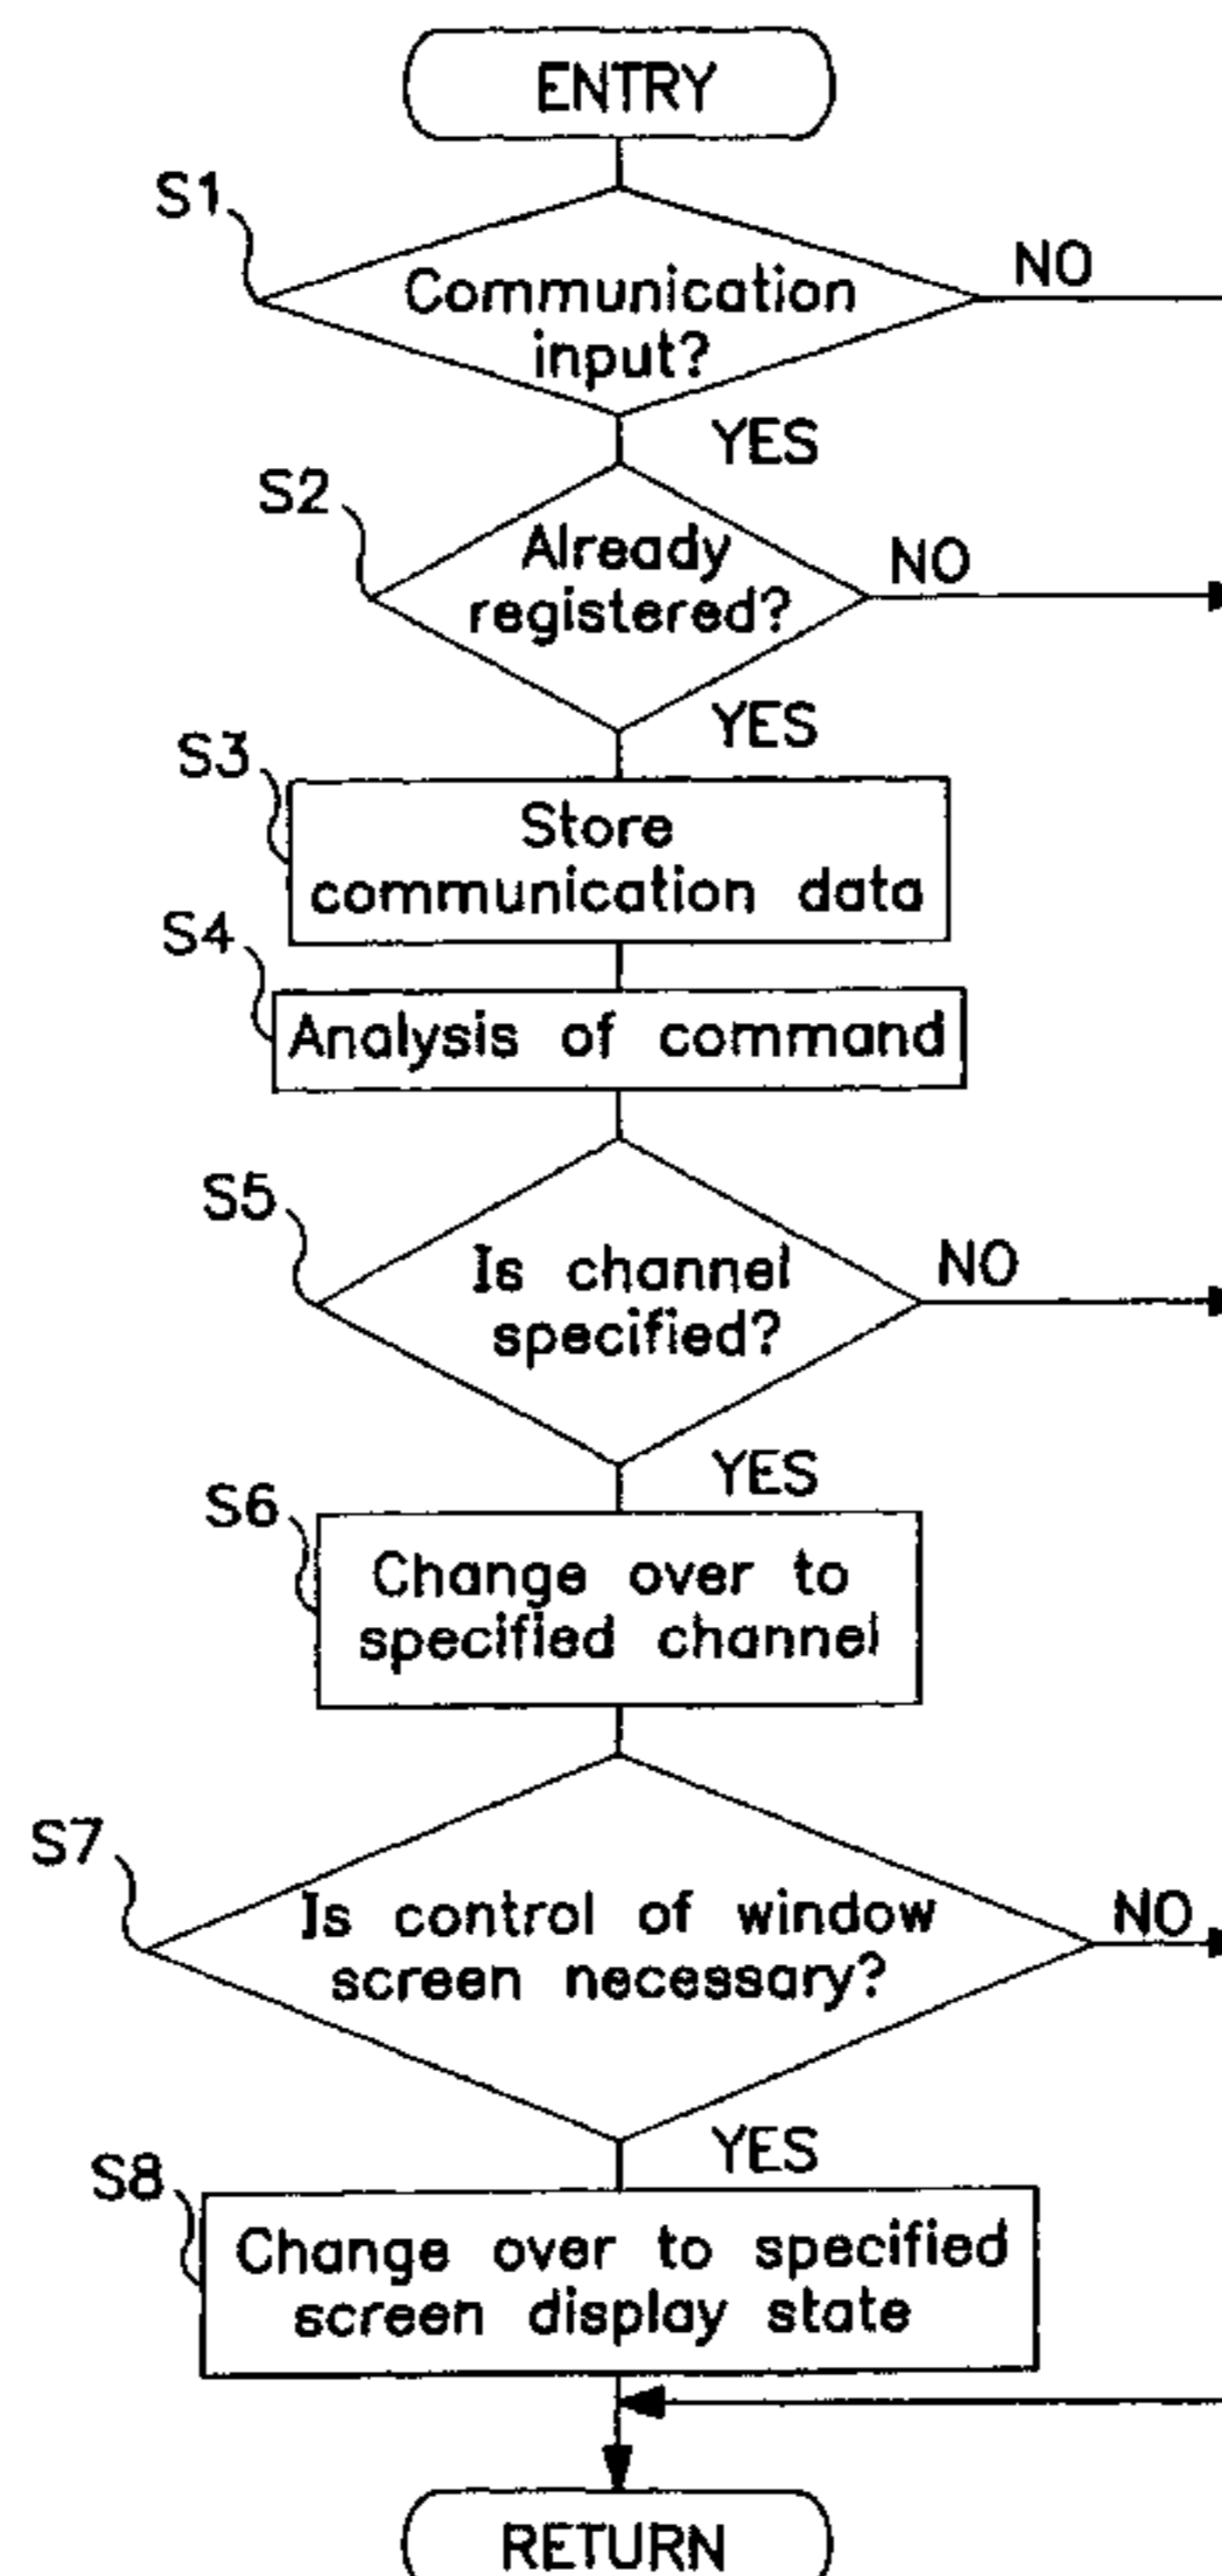 ENTRY
S1
Communication
input?
NO
YES
S2
Already
registered?
NO
YES
S3
Store
communication data
S4
Analysis of command
S5
Is channel
specified?
NO
YES
S6
Change over to
specified channel
S7
Is control of window
screen necessary?
NO
YES
S8
Change over to specified
screen display state
RETURN